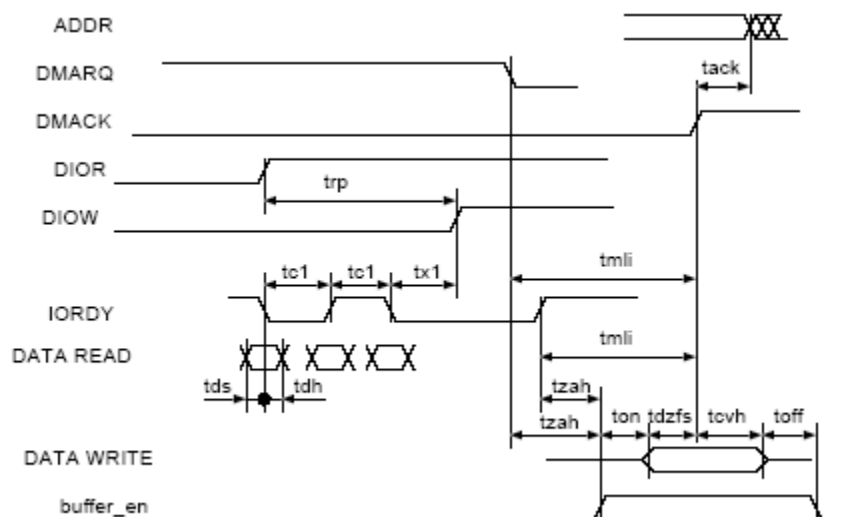 ADDR
DMARQ
tack
DMACK
DIOR
trp
DIOW
tmli
tc1 tc1 tx1
IORDY
tmli
DATA READ
tds tdh
tzah
tzah ton tdzfs tcvh toff
DATA WRITE
buffer_en